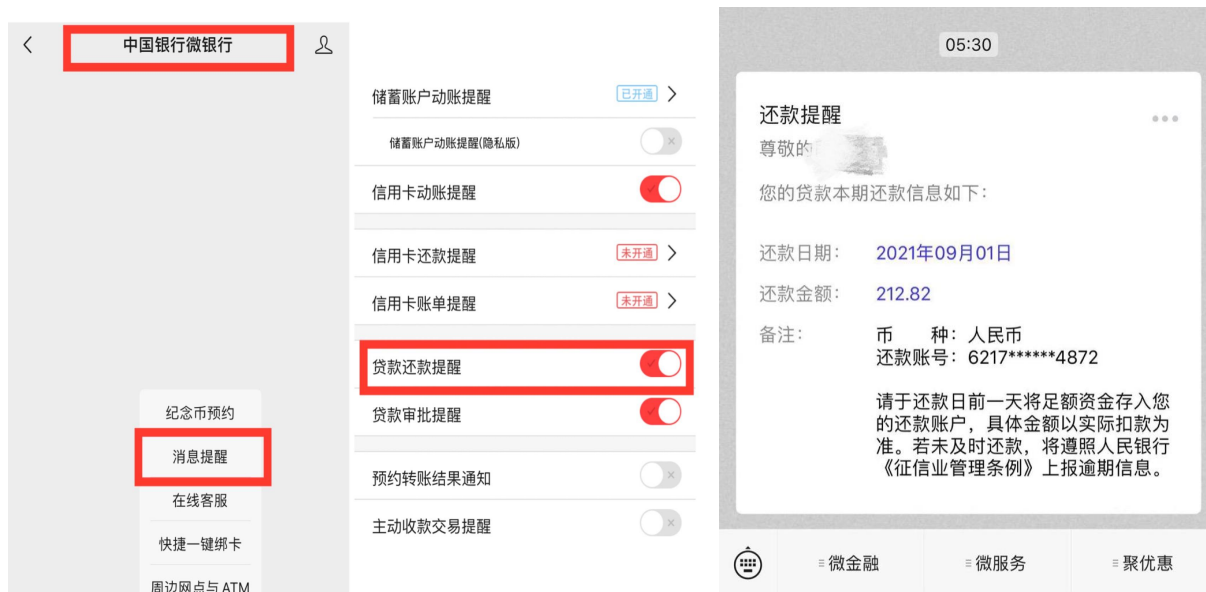 中国银行微银行
纪念币预约
消息提醒
在线客服
快捷一键绑卡
周边网点与 ATM
储蓄账户动账提醒
已开通
储蓄账户动账提醒(隐私版)
信用卡动账提醒
信用卡还款提醒
未开通
信用卡账单提醒
未开通
贷款还款提醒
贷款审批提醒
预约转账结果通知
主动收款交易提醒
05:30
还款提醒
尊敬的
您的贷款本期还款信息如下：
还款日期： 2021年09月01日
还款金额： 212.82
备注： 币 种：人民币
还款账号：6217******4872
请于还款日前一天将足额资金存入您
的还款账户，具体金额以实际扣款为
准。若未及时还款，将遵照人民银行
《征信业管理条例》上报逾期信息。
微金融
微服务
聚优惠